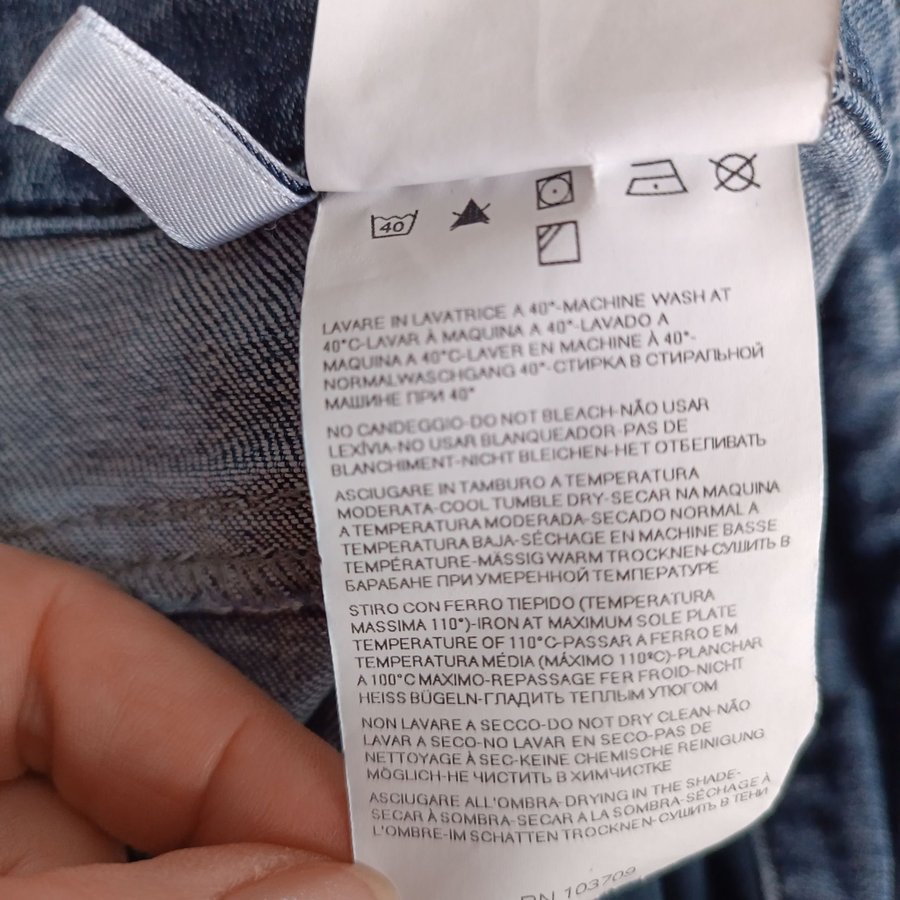 40
LAVARE IN LAVATRICE A 40°-MACHINE WASH AT
40°C-LAVAR À MAQUINA A 40°-LAVADO A
MAQUINA A 40°C-LAVER EN MACHINE À 40°-
NORMALWASCHGANG 40°-СТИРКА В СТИРАЛЬНОЙ
МАШИНЕ ПРИ 40°
NO CANDEGGIO-DO NOT BLEACH-NÃO USAR
LEXÍVIA-NO USAR BLANQUEADOR-PAS DE
BLANCHIMENT-NICHT BLEICHEN-НЕТ ОТБЕЛИВАТЬ
ASCIUGARE IN TAMBURO A TEMPERATURA
MODERATA-COOL TUMBLE DRY-SECAR NA MAQUINA
A TEMPERATURA MODERADA-SECADO NORMAL A
TEMPERATURA BAJA-SÉCHAGE EN MACHINE BASSE
TEMPÉRATURE-MÄSSIG WARM TROCKNEN-СУШИТЬ В
БАРАБАНЕ ПРИ УМЕРЕННОЙ ТЕМПЕРАТУРЕ
STIRO CON FERRO TIEPIDO (TEMPERATURA
MASSIMA 110°)-IRON AT MAXIMUM SOLE PLATE
TEMPERATURE OF 110°C-PASSAR A FERRO EM
TEMPERATURA MÉDIA (MÁXIMO 110ºC)-PLANCHAR
A 100°C MAXIMO-REPASSAGE FER FROID-NICHT
HEISS BÜGELN-ГЛАДИТЬ ТЕПЛЫМ УТЮГОМ
NON LAVARE A SECCO-DO NOT DRY CLEAN-NÃO
LAVAR A SECO-NO LAVAR EN SECO-PAS DE
NETTOYAGE À SEC-KEINE CHEMISCHE REINIGUNG
MÖGLICH-НЕ ЧИСТИТЬ В ХИМЧИСТКЕ
ASCIUGARE ALL'OMBRA-DRYING IN THE SHADE-
SECAR À SOMBRA-SECAR A LA SOMBRA-SÉCHAGE À
L'OMBRE-IM SCHATTEN TROCKNEN-СУШИТЬ В ТЕНИ
RN 103709